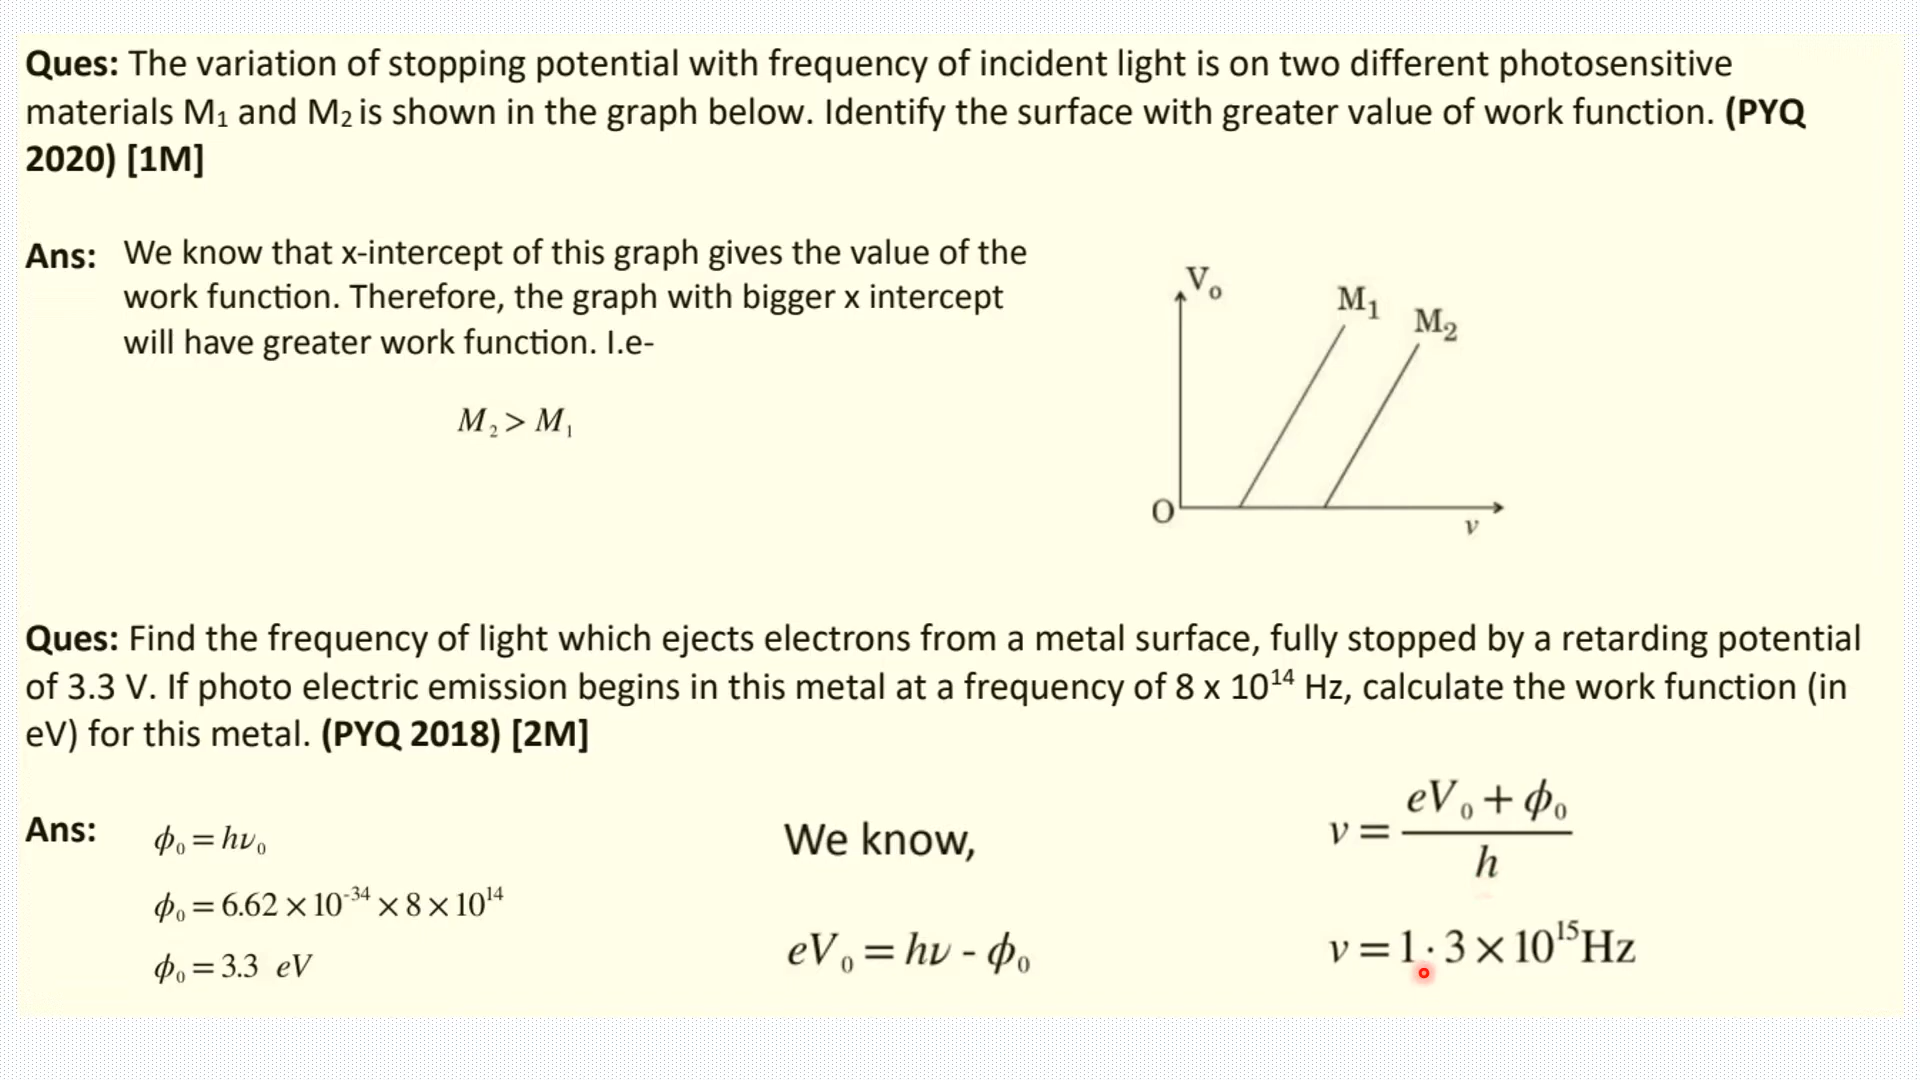 Ques: The variation of stopping potential with frequency of incident light is on two different photosensitive
materials M₁ and M₂ is shown in the graph below. Identify the surface with greater value of work function. (PYQ
2020) [1M]
Ans: We know that x-intercept of this graph gives the value of the
work function. Therefore, the graph with bigger x intercept
will have greater work function. I.e-
M₂ > M₁
V₀
M₁
M₂
O
ν
Ques: Find the frequency of light which ejects electrons from a metal surface, fully stopped by a retarding potential
of 3.3 V. If photo electric emission begins in this metal at a frequency of 8 x 10¹⁴ Hz, calculate the work function (in
eV) for this metal. (PYQ 2018) [2M]
Ans: ϕ₀ = hν₀
ϕ₀ = 6.62 × 10⁻³⁴ × 8 × 10¹⁴
ϕ₀ = 3.3 eV
We know,
eV₀ = hν - ϕ₀
ν = (eV₀ + ϕ₀) / h
ν = 1·3 × 10¹⁵ Hz